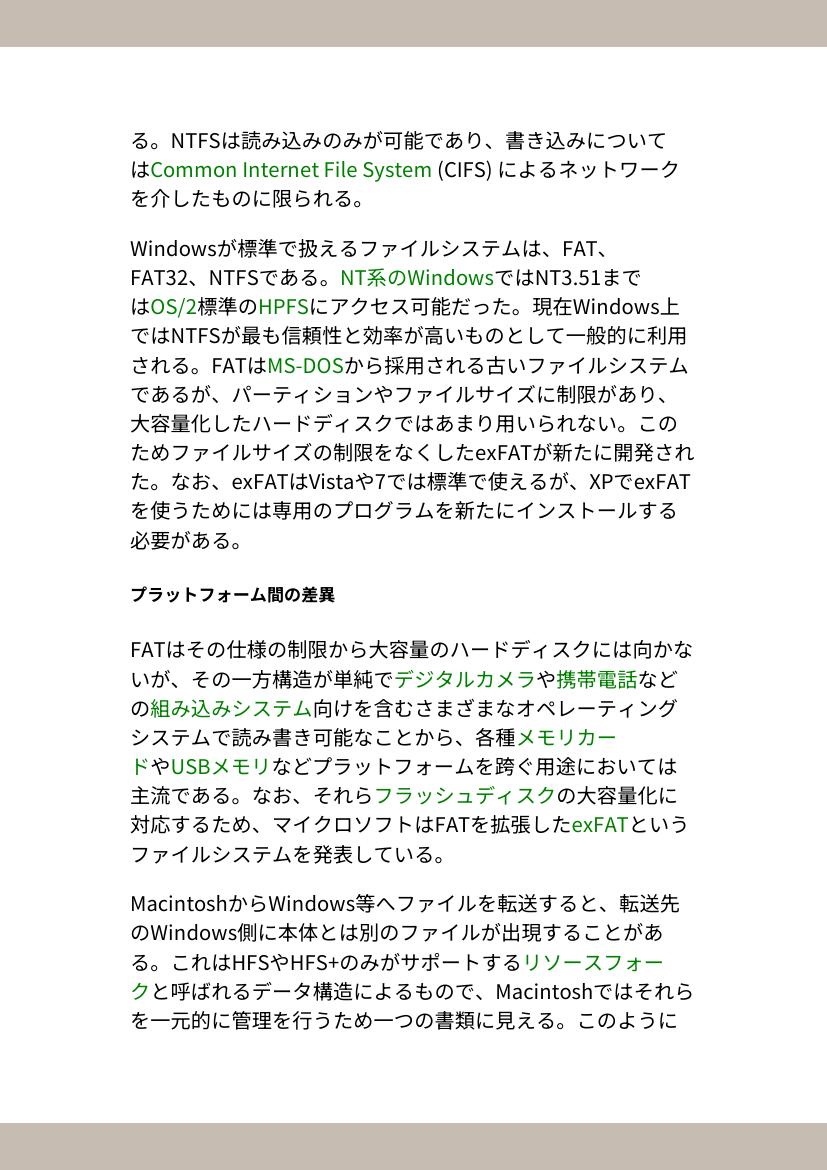 る。NTFSは読み込みのみが可能であり、書き込みについて
はCommon Internet File System (CIFS) によるネットワーク
を介したものに限られる。
Windowsが標準で扱えるファイルシステムは、FAT、
FAT32、NTFSである。NT系のWindowsではNT3.51まで
はOS/2標準のHPFSにアクセス可能だった。現在Windows上
ではNTFSが最も信頼性と効率が高いものとして一般的に利用
される。FATはMS-DOSから採用される古いファイルシステム
であるが、パーティションやファイルサイズに制限があり、
大容量化したハードディスクではあまり用いられない。この
ためファイルサイズの制限をなくしたexFATが新たに開発され
た。なお、exFATはVistaや7では標準で使えるが、XPでexFAT
を使うためには専用のプログラムを新たにインストールする
必要がある。
プラットフォーム間の差異
FATはその仕様の制限から大容量のハードディスクには向かな
いが、その一方構造が単純でデジタルカメラや携帯電話など
の組み込みシステム向けを含むさまざまなオペレーティング
システムで読み書き可能なことから、各種メモリカー
ドやUSBメモリなどプラットフォームを跨ぐ用途においては
主流である。なお、それらフラッシュディスクの大容量化に
対応するため、マイクロソフトはFATを拡張したexFATという
ファイルシステムを発表している。
MacintoshからWindows等へファイルを転送すると、転送先
のWindows側に本体とは別のファイルが出現することがあ
る。これはHFSやHFS+のみがサポートするリソースフォー
クと呼ばれるデータ構造によるもので、Macintoshではそれら
を一元的に管理を行うため一つの書類に見える。このように